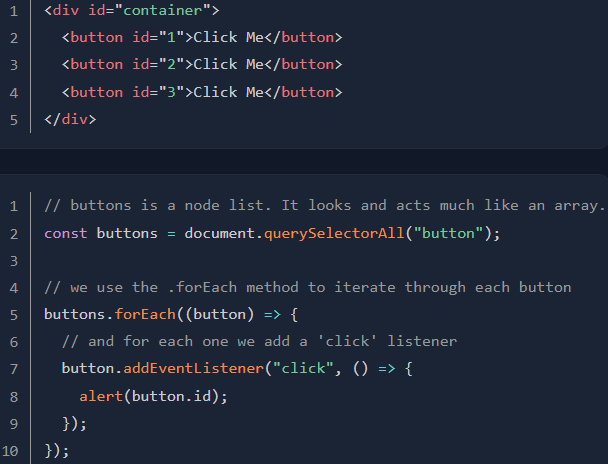 1 <div id="container">
2   <button id="1">Click Me</button>
3   <button id="2">Click Me</button>
4   <button id="3">Click Me</button>
5 </div>
1 // buttons is a node list. It looks and acts much like an array.
2 const buttons = document.querySelectorAll("button");
3
4 // we use the .forEach method to iterate through each button
5 buttons.forEach((button) => {
6   // and for each one we add a 'click' listener
7   button.addEventListener("click", () => {
8     alert(button.id);
9   });
10 });